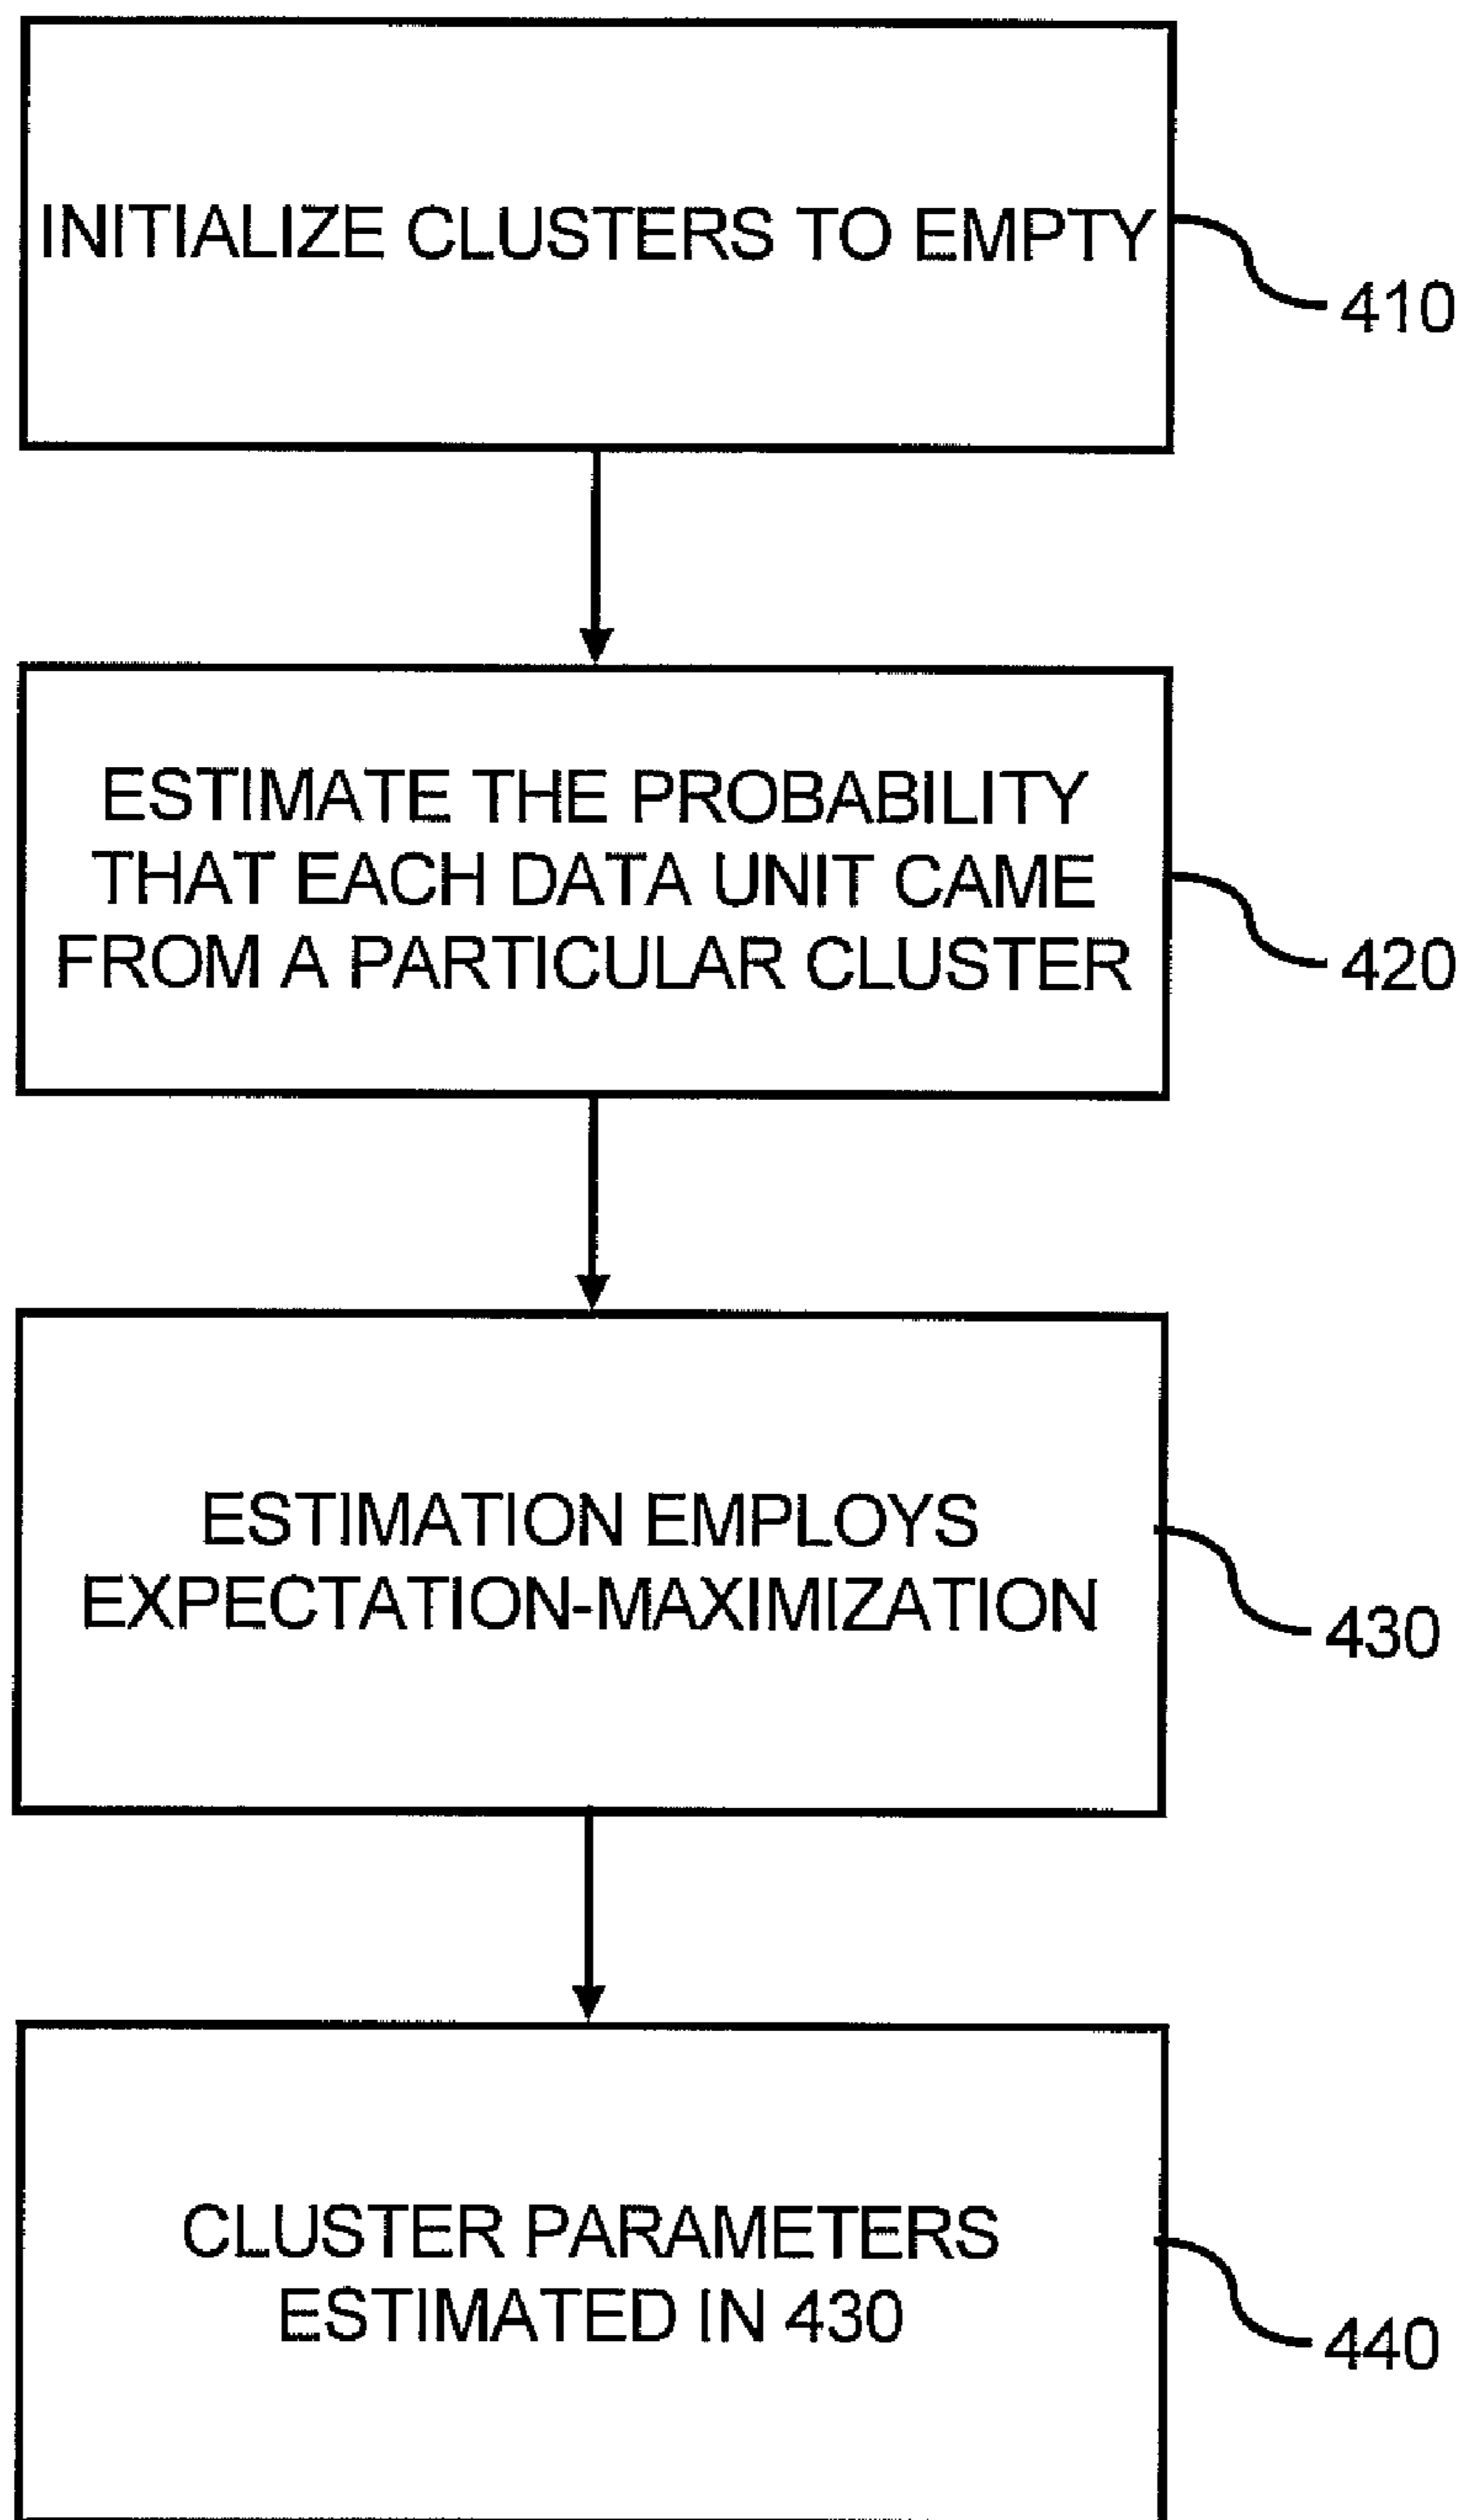 INITIALIZE CLUSTERS TO EMPTY
410
ESTIMATE THE PROBABILITY
THAT EACH DATA UNIT CAME
FROM A PARTICULAR CLUSTER
420
ESTIMATION EMPLOYS
EXPECTATION-MAXIMIZATION
430
CLUSTER PARAMETERS
ESTIMATED IN 430
440